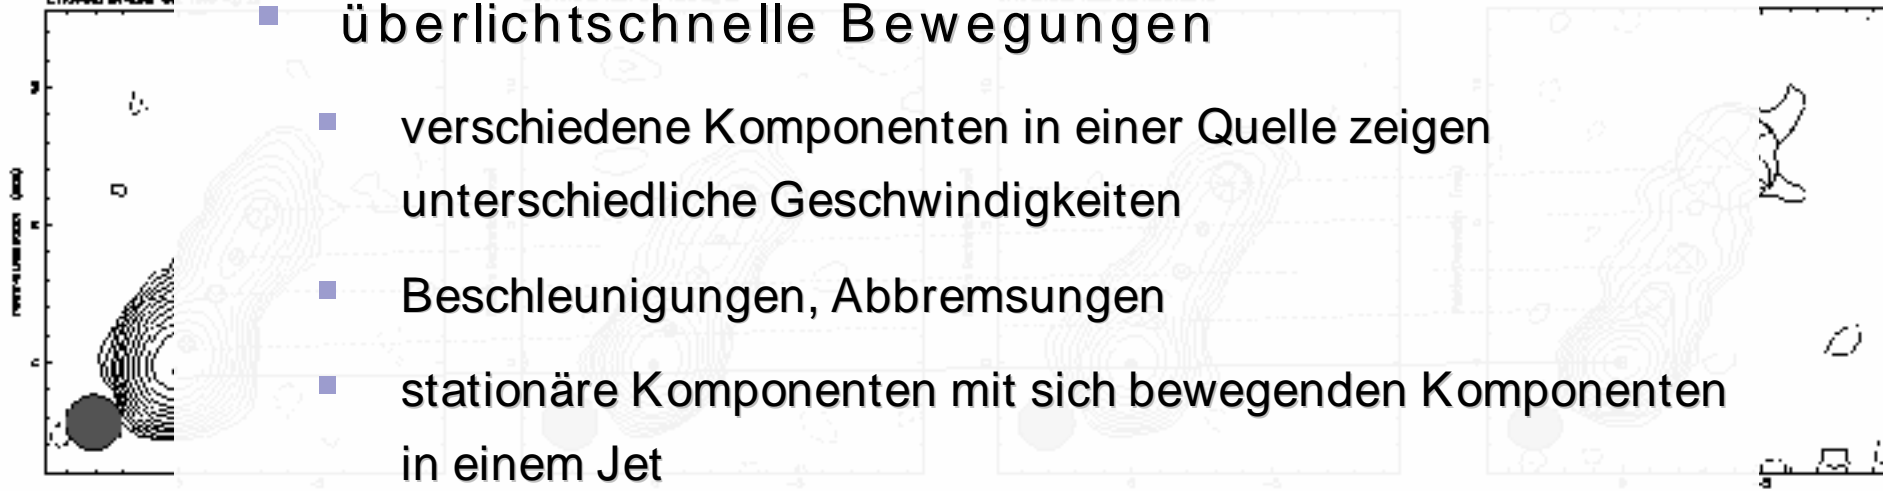 überlichtschnelle Bewegungen
verschiedene Komponenten in einer Quelle zeigen
unterschiedliche Geschwindigkeiten
Beschleunigungen, Abbremsungen
stationäre Komponenten mit sich bewegenden Komponenten
in einem Jet